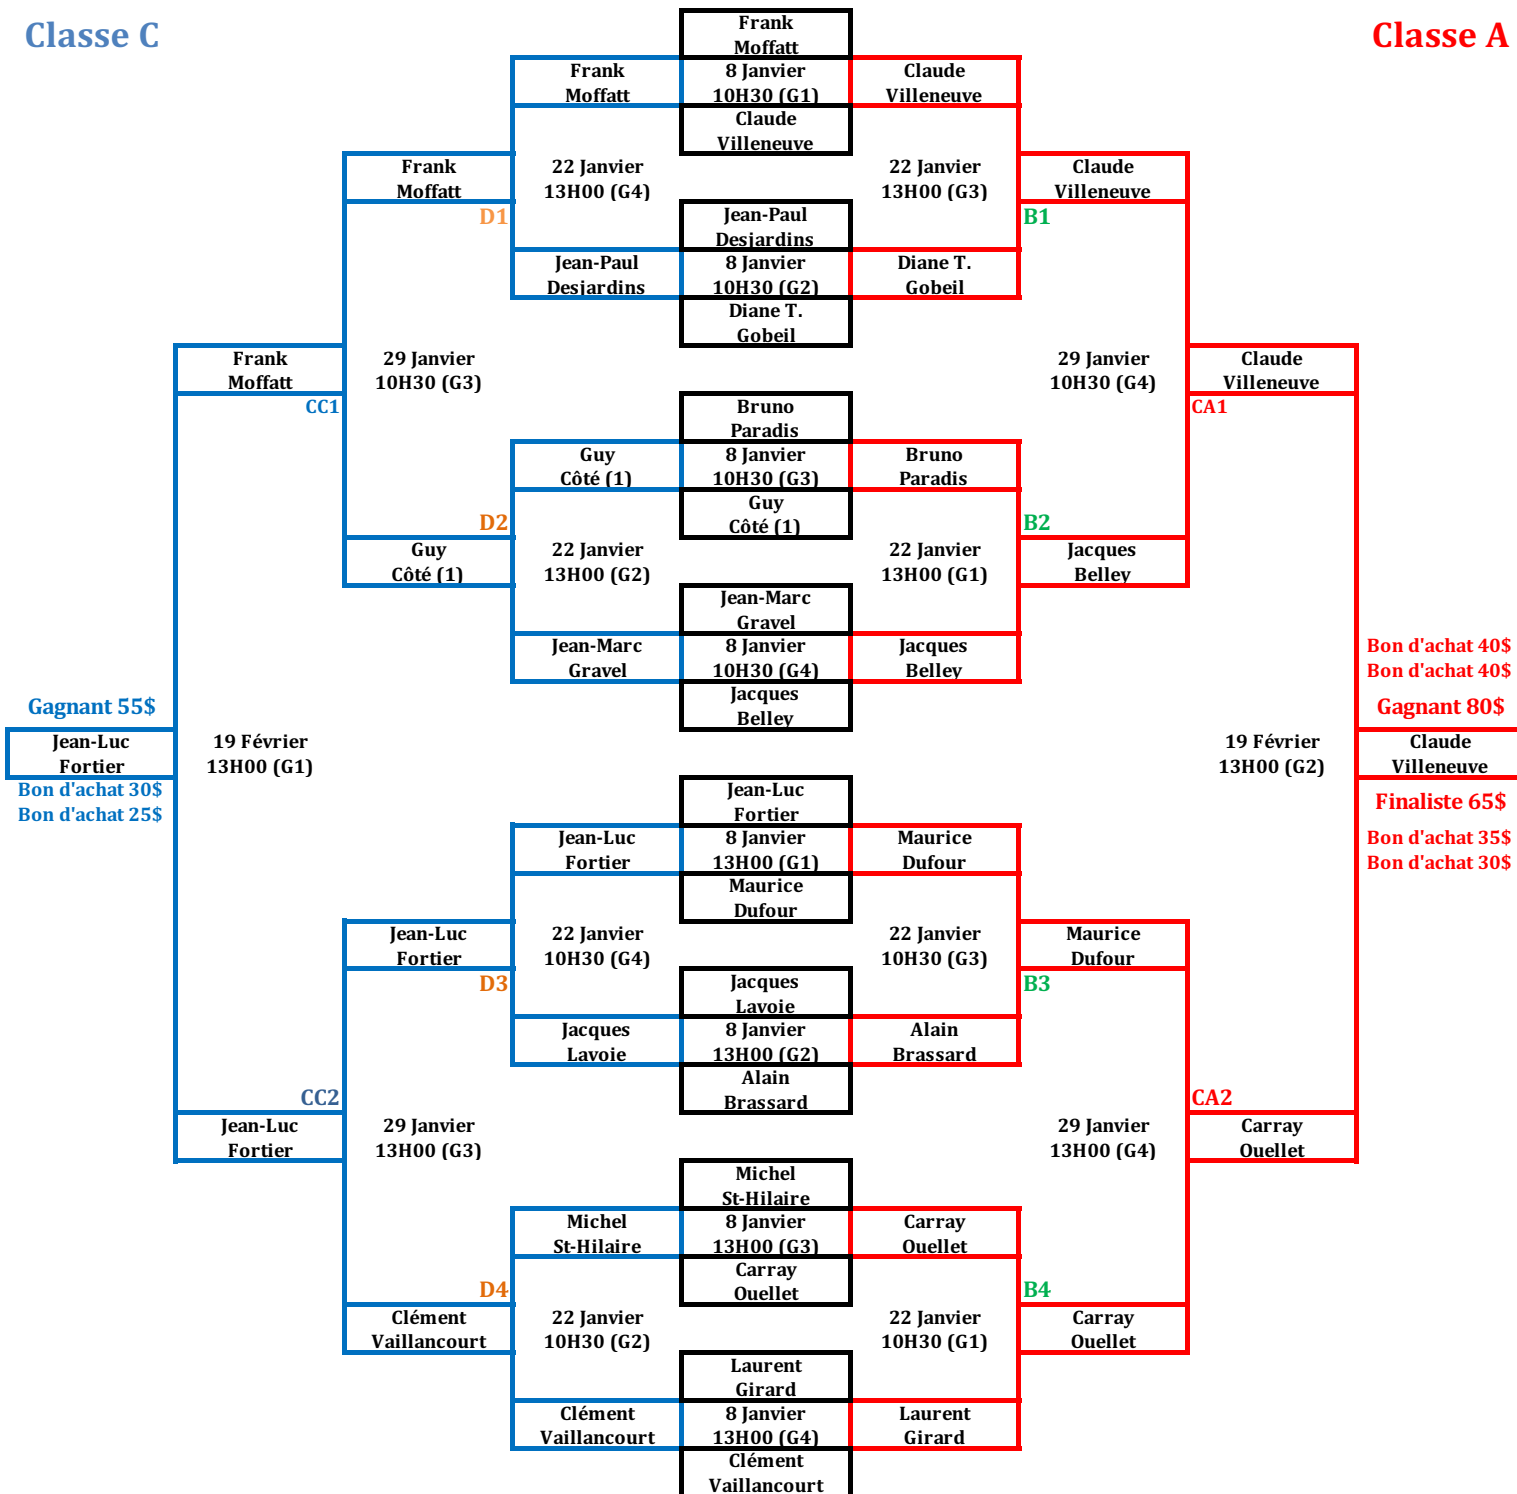 Classe C
Classe A
Frank
Moffatt
Frank
Moffatt
8 Janvier
10H30 (G1)
Claude
Villeneuve
Claude
Villeneuve
Frank
Moffatt
22 Janvier
13H00 (G4)
22 Janvier
13H00 (G3)
Claude
Villeneuve
D1
Jean-Paul
Desjardins
B1
Jean-Paul
Desjardins
8 Janvier
10H30 (G2)
Diane T.
Gobeil
Diane T.
Gobeil
Frank
Moffatt
29 Janvier
10H30 (G3)
29 Janvier
10H30 (G4)
Claude
Villeneuve
CC1
CA1
Bruno
Paradis
Guy
Côté (1)
8 Janvier
10H30 (G3)
Bruno
Paradis
Guy
Côté (1)
D2
B2
Guy
Côté (1)
22 Janvier
13H00 (G2)
22 Janvier
13H00 (G1)
Jacques
Belley
Jean-Marc
Gravel
Jean-Marc
Gravel
8 Janvier
10H30 (G4)
Jacques
Belley
Bon d'achat 40$
Bon d'achat 40$
Jacques
Belley
Gagnant 55$
Gagnant 80$
Jean-Luc
Fortier
19 Février
13H00 (G1)
19 Février
13H00 (G2)
Claude
Villeneuve
Bon d'achat 30$
Bon d'achat 25$
Jean-Luc
Fortier
Finaliste 65$
Bon d'achat 35$
Bon d'achat 30$
Jean-Luc
Fortier
8 Janvier
13H00 (G1)
Maurice
Dufour
Maurice
Dufour
Jean-Luc
Fortier
22 Janvier
10H30 (G4)
22 Janvier
10H30 (G3)
Maurice
Dufour
D3
Jacques
Lavoie
B3
Jacques
Lavoie
8 Janvier
13H00 (G2)
Alain
Brassard
Alain
Brassard
CC2
CA2
Jean-Luc
Fortier
29 Janvier
13H00 (G3)
29 Janvier
13H00 (G4)
Carray
Ouellet
Michel
St-Hilaire
Michel
St-Hilaire
8 Janvier
13H00 (G3)
Carray
Ouellet
Carray
Ouellet
D4
B4
Clément
Vaillancourt
22 Janvier
10H30 (G2)
22 Janvier
10H30 (G1)
Carray
Ouellet
Laurent
Girard
Clément
Vaillancourt
8 Janvier
13H00 (G4)
Laurent
Girard
Clément
Vaillancourt